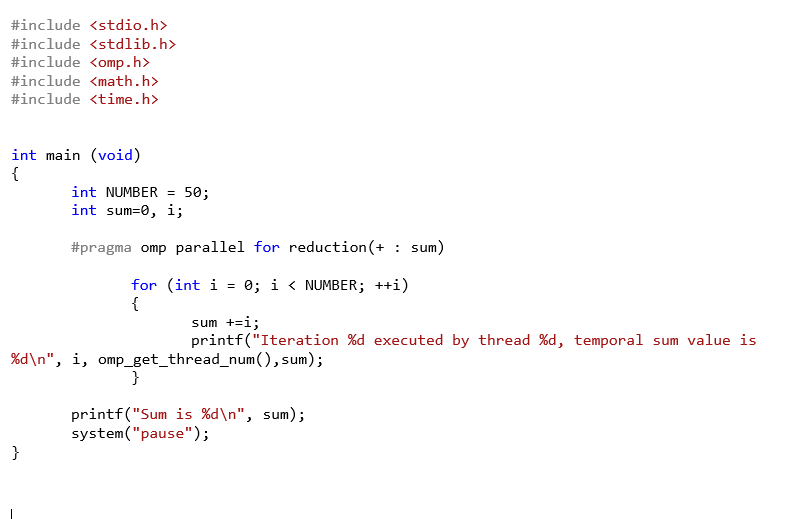 #include <stdio.h>
#include <stdlib.h>
#include <omp.h>
#include <math.h>
#include <time.h>
int main (void)
{
int NUMBER = 50;
int sum=0, i;
#pragma omp parallel for reduction(+ : sum)
for (int i = 0; i < NUMBER; ++i)
{
sum +=i;
printf("Iteration %d executed by thread %d, temporal sum value is
%d\n", i, omp_get_thread_num(),sum);
}
printf("Sum is %d\n", sum);
system("pause");
}